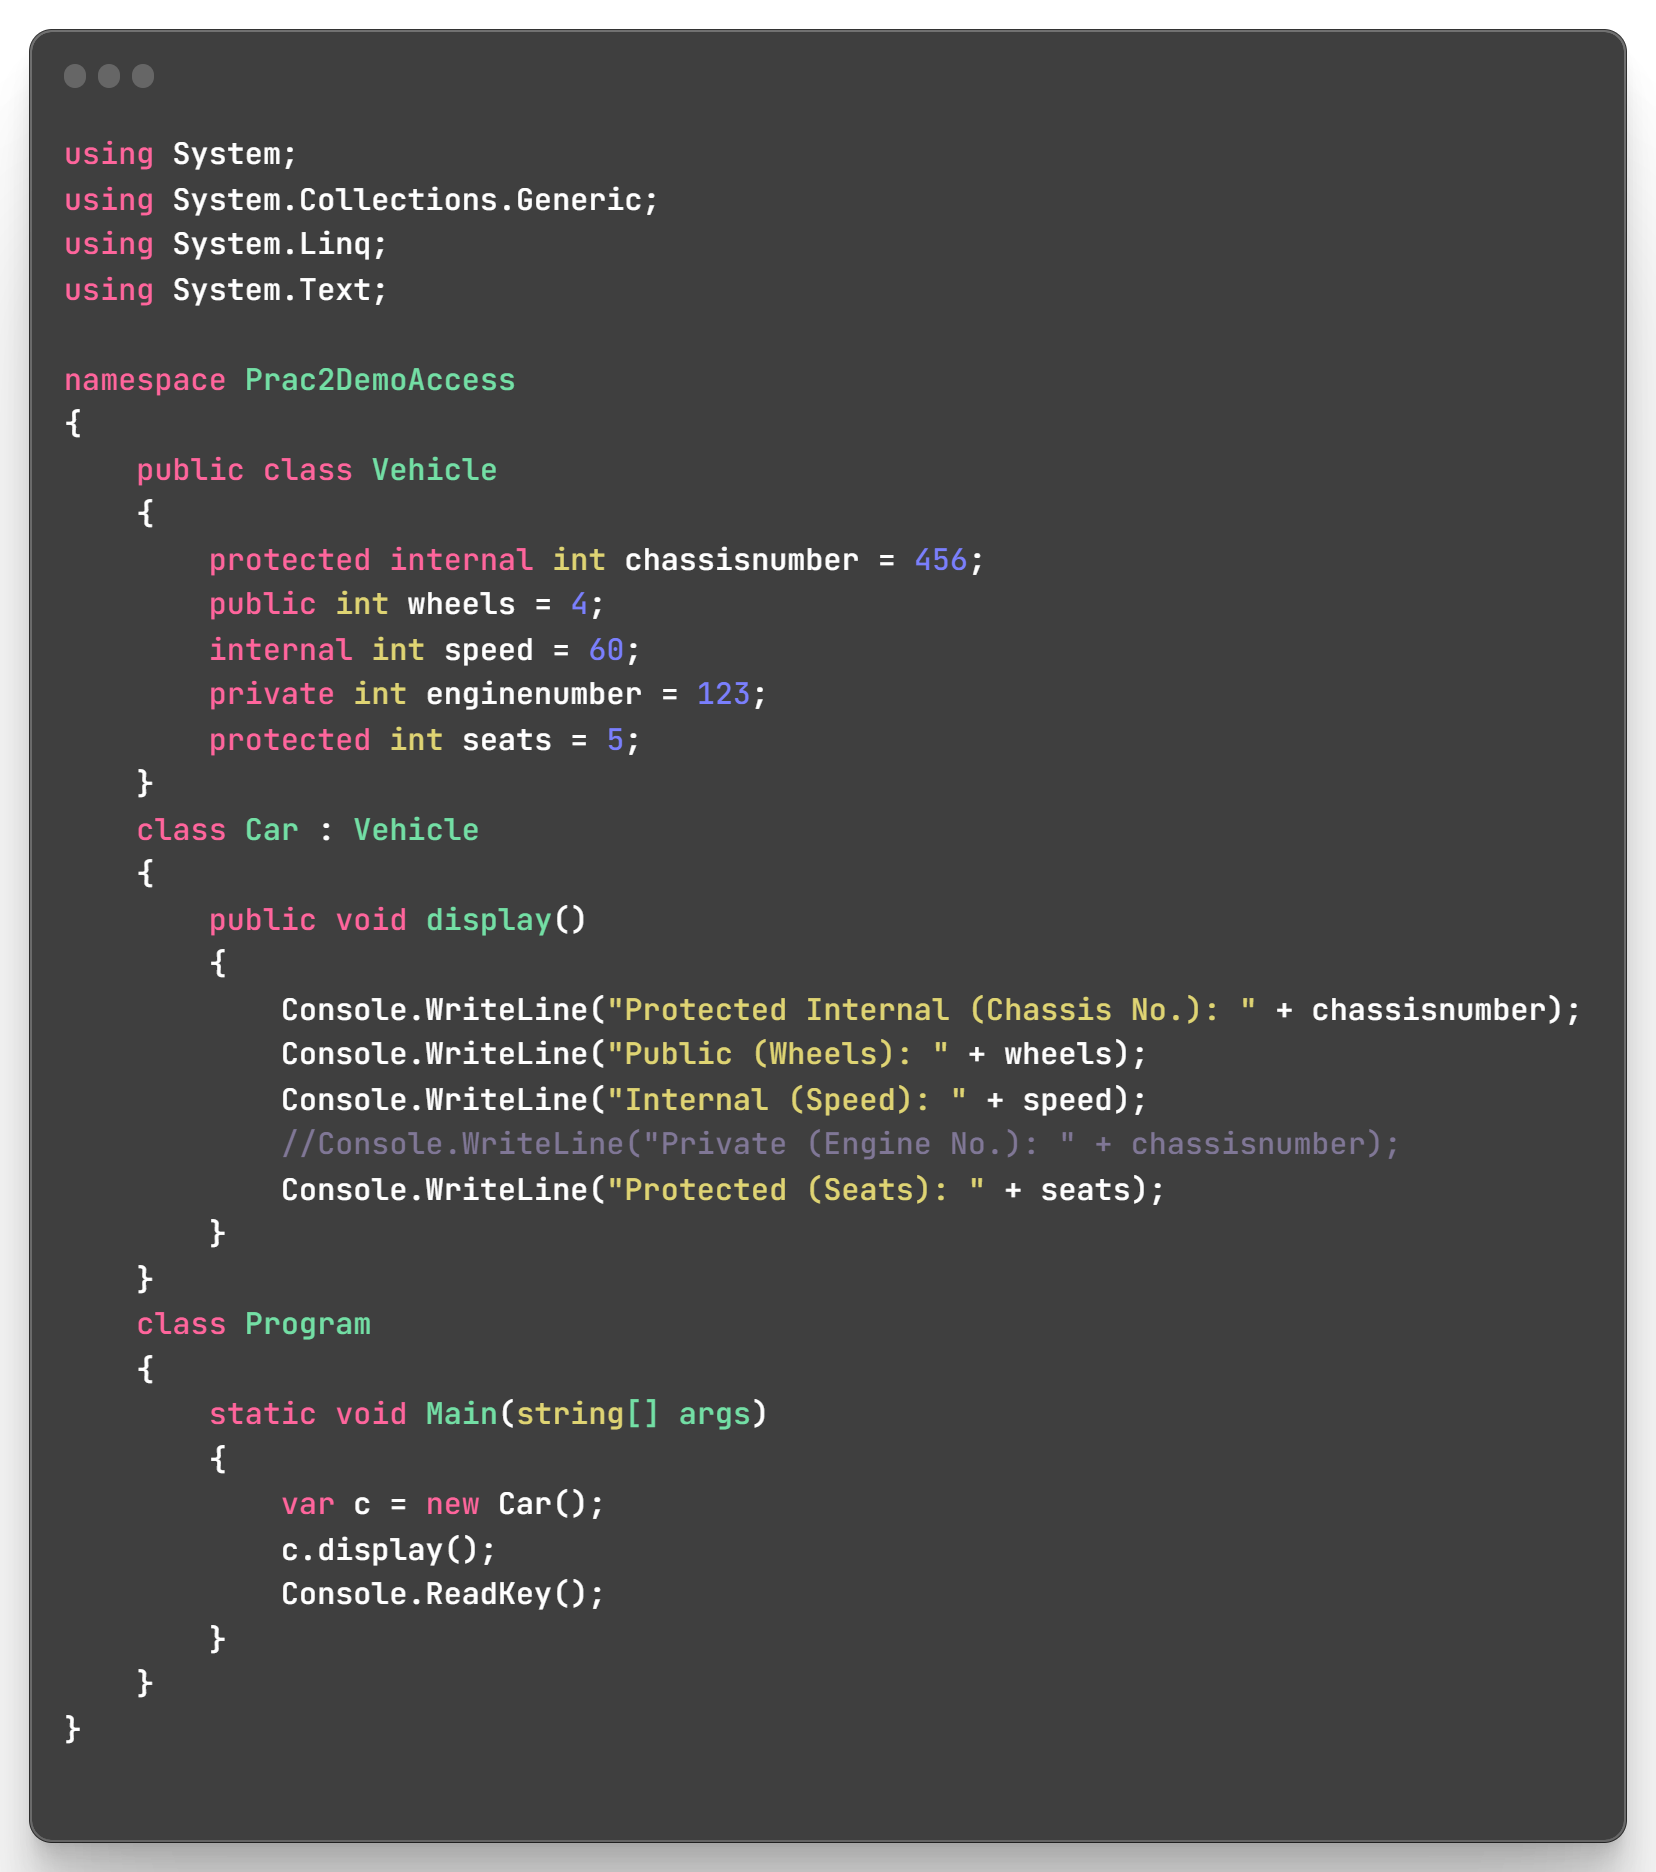 using System;
using System.Collections.Generic;
using System.Linq;
using System.Text;

namespace Prac2DemoAccess
{
    public class Vehicle
    {
        protected internal int chassisnumber = 456;
        public int wheels = 4;
        internal int speed = 60;
        private int enginenumber = 123;
        protected int seats = 5;
    }
    class Car : Vehicle
    {
        public void display()
        {
            Console.WriteLine("Protected Internal (Chassis No.): " + chassisnumber);
            Console.WriteLine("Public (Wheels): " + wheels);
            Console.WriteLine("Internal (Speed): " + speed);
            //Console.WriteLine("Private (Engine No.): " + chassisnumber);
            Console.WriteLine("Protected (Seats): " + seats);
        }
    }
    class Program
    {
        static void Main(string[] args)
        {
            var c = new Car();
            c.display();
            Console.ReadKey();
        }
    }
}